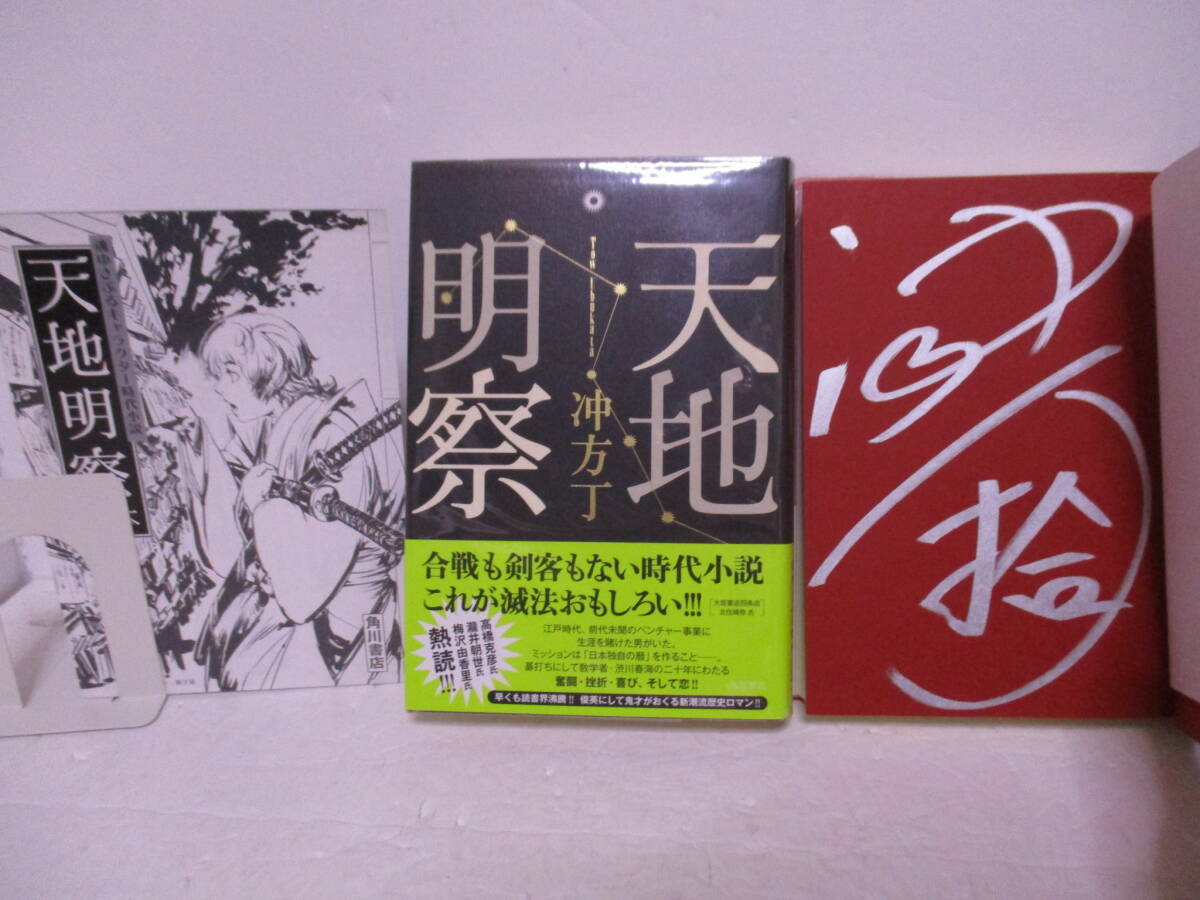 天地明察
角川書店
天地
明察
Tow Ubukata
冲方丁
合戦も剣客もない時代小説
これが滅法おもしろい!!!
高橋克彦氏
瀧井朝世氏
梅沢由香里氏
熱読!!!
江戸時代、前代未聞のベンチャー事業に
生涯を賭けた男がいた。
ミッションは「日本独自の暦」を作ること――。
碁打ちにして数学者・渋川春海の二十年にわたる
奮闘・挫折・喜び、そして恋!!
早くも読書界沸騰!! 俊英にして鬼才がおくる新潮流歴史ロマン!!
拾